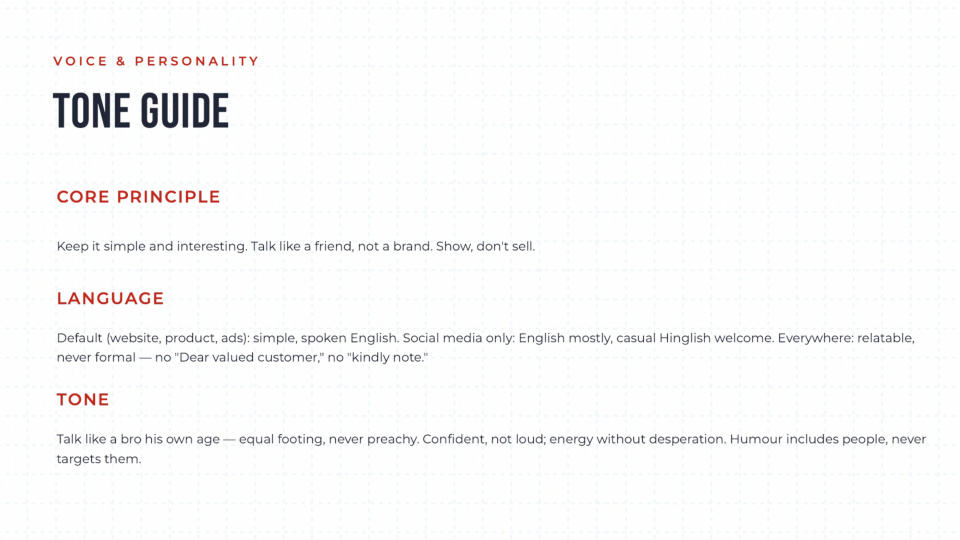 VOICE & PERSONALITY
TONE GUIDE
CORE PRINCIPLE
Keep it simple and interesting. Talk like a friend, not a brand. Show, don't sell.
LANGUAGE
Default (website, product, ads): simple, spoken English. Social media only: English mostly, casual Hinglish welcome. Everywhere: relatable,
never formal — no "Dear valued customer," no "kindly note."
TONE
Talk like a bro his own age — equal footing, never preachy. Confident, not loud; energy without desperation. Humour includes people, never
targets them.